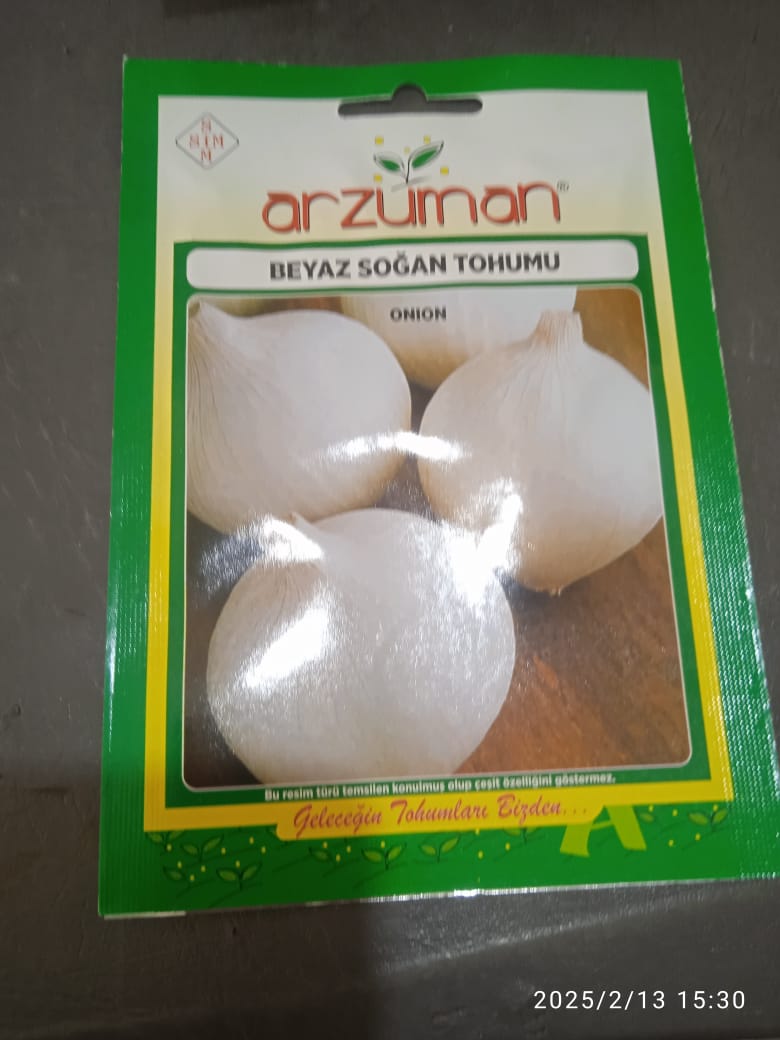 S
SIM
M
arzuman®
BEYAZ SOĞAN TOHUMU
ONION
Bu resim türü temsilen konulmuş olup çeşit özelliğini göstermez.
Geleceğin Tohumları Bizden...
A
2025/2/13 15:30